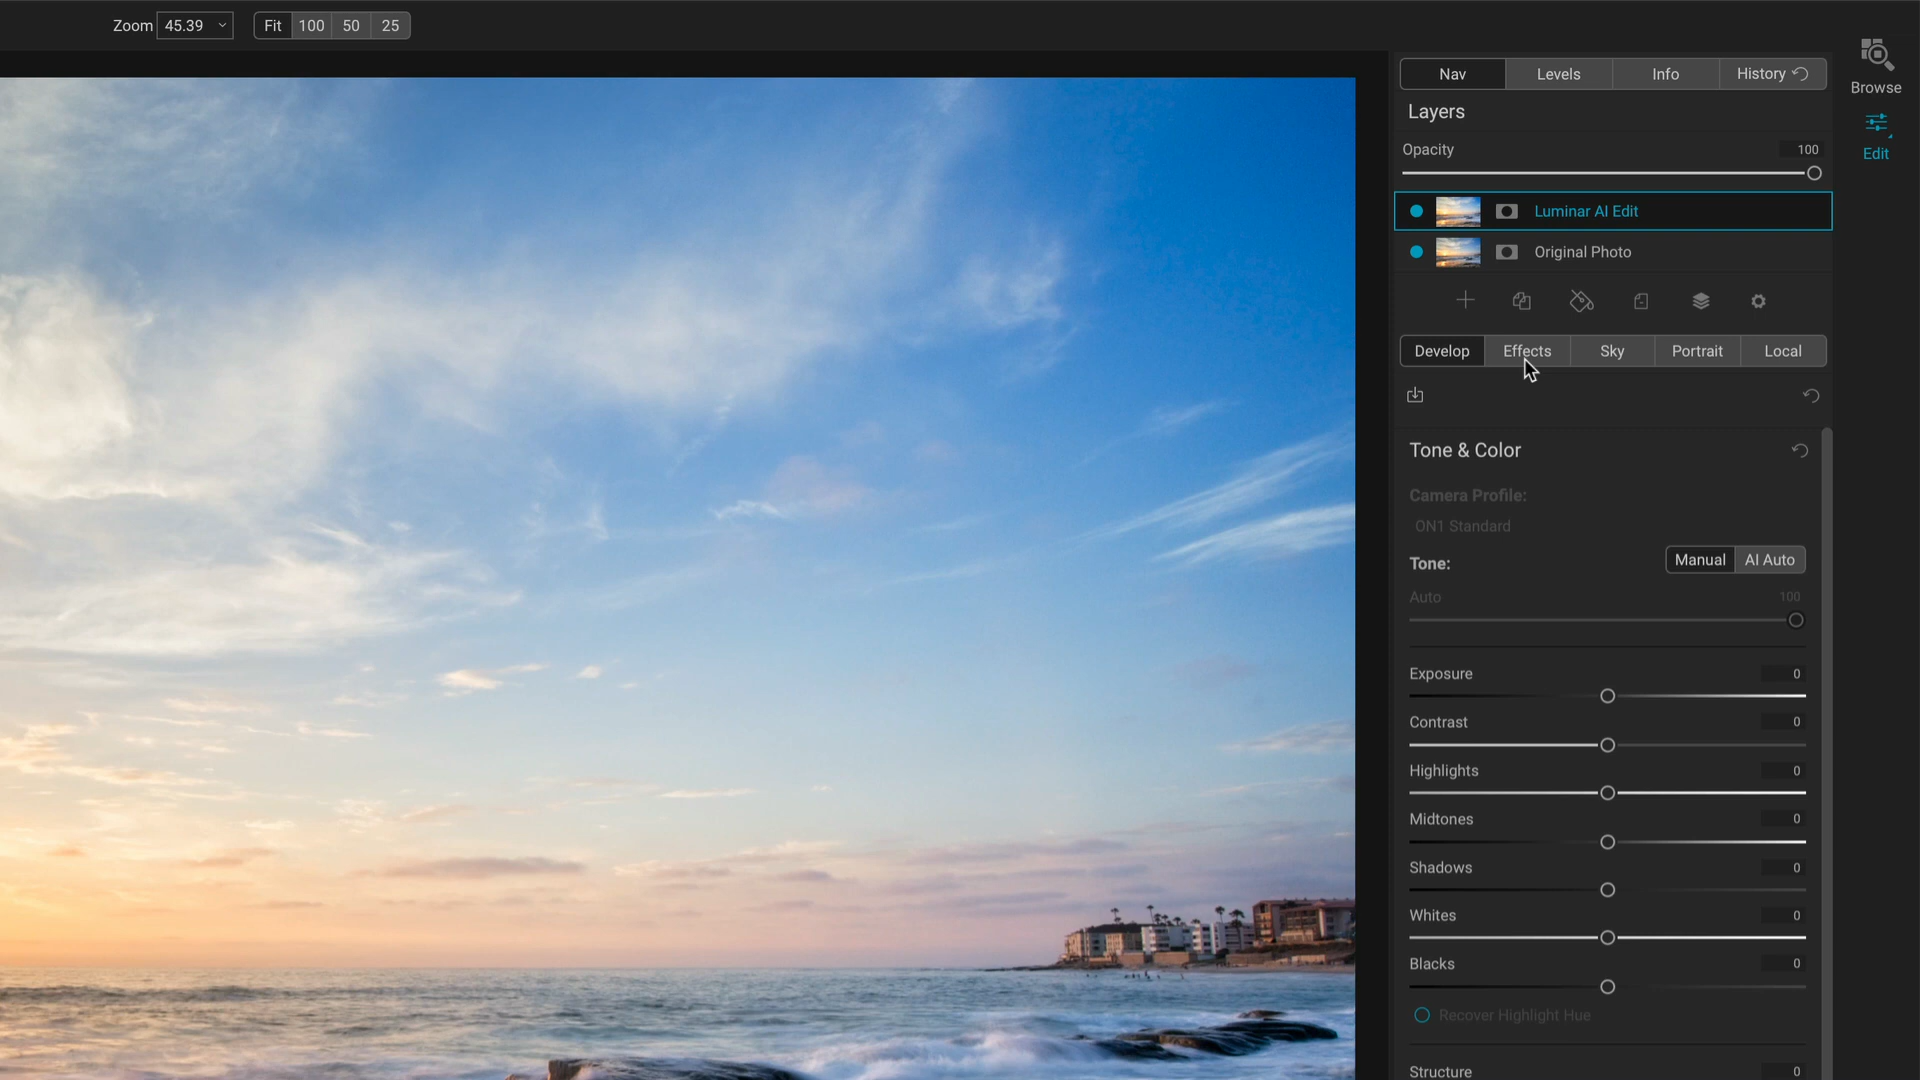 Zoom 45.39 Fit 100 50 25
Nav Levels Info History
Browse
Edit
Layers
Opacity 100
Luminar AI Edit
Original Photo
Develop Effects Sky Portrait Local
Tone & Color
Camera Profile:
ON1 Standard
Tone: Manual AI Auto
Auto 100
Exposure 0
Contrast 0
Highlights 0
Midtones 0
Shadows 0
Whites 0
Blacks 0
Recover Highlight Hue
Structure 0